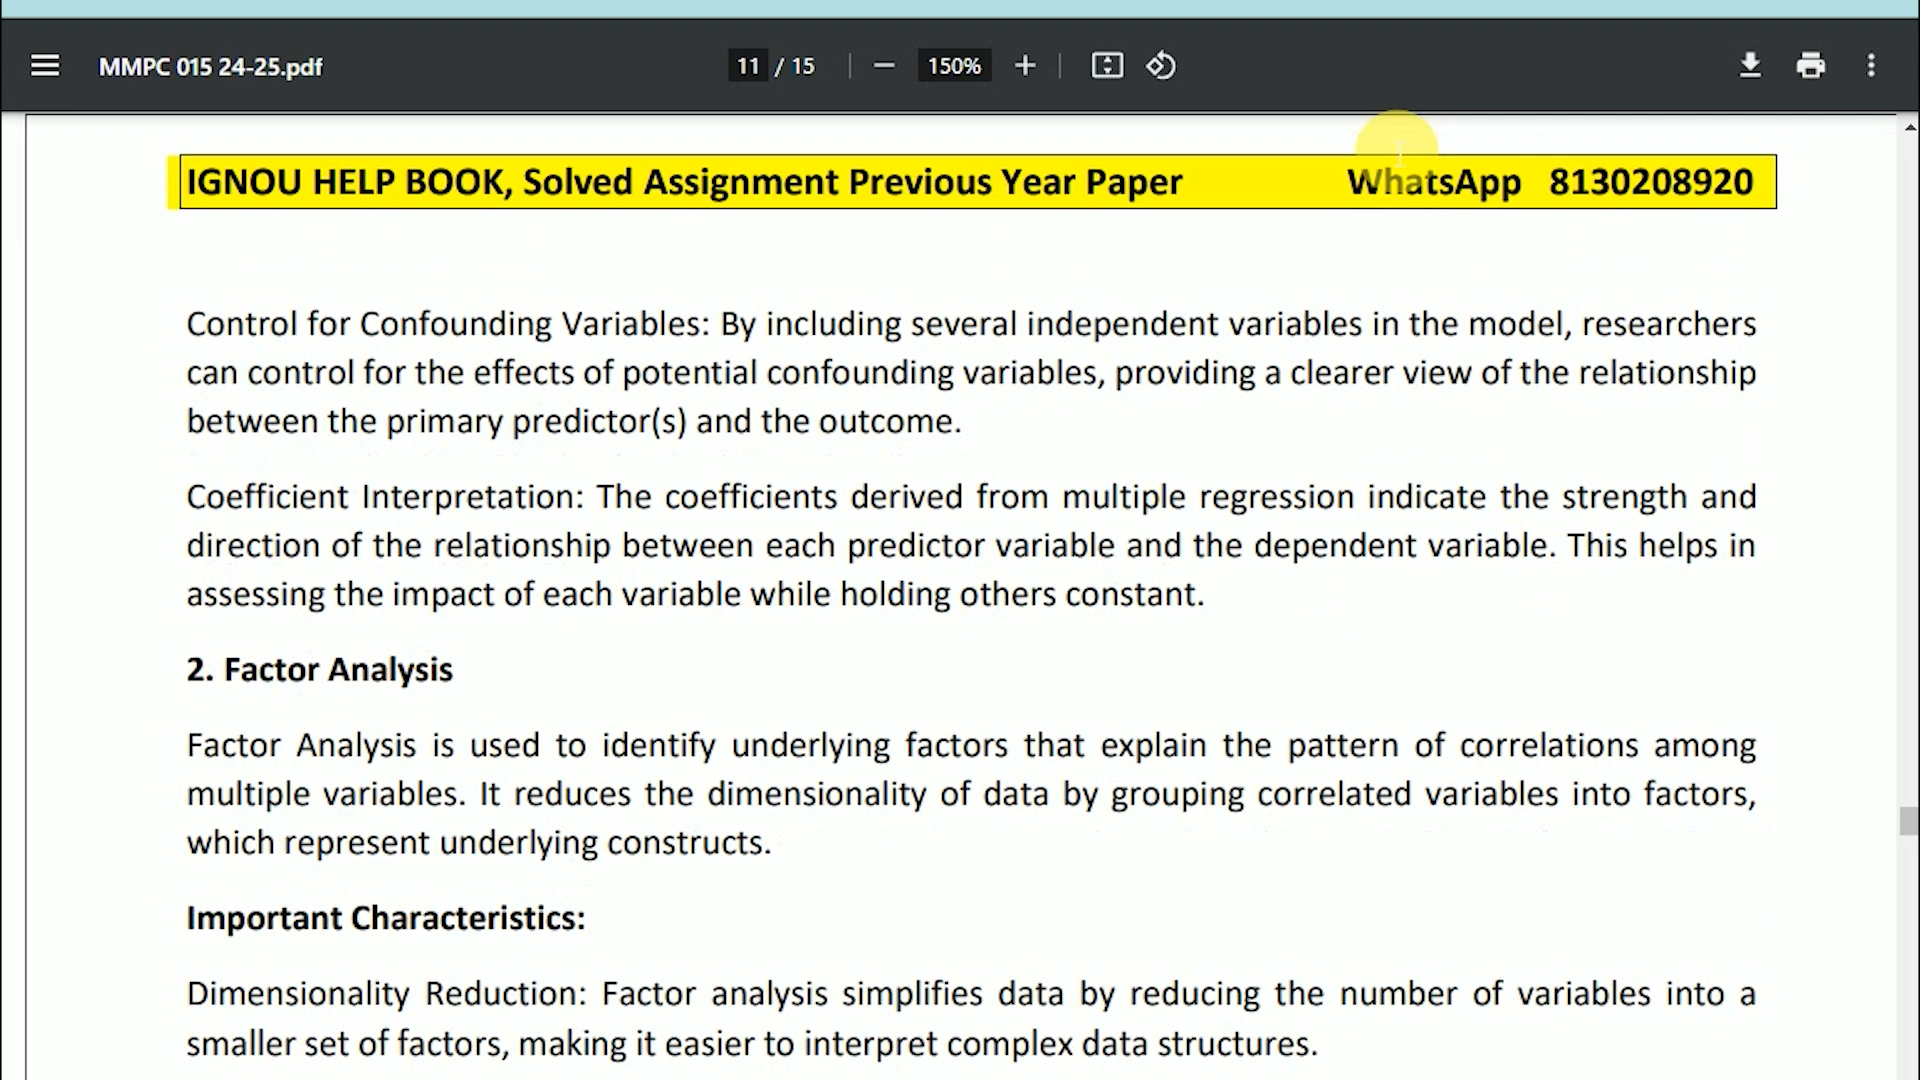 MMPC 015 24-25.pdf
11 / 15
150%
IGNOU HELP BOOK, Solved Assignment Previous Year Paper WhatsApp 8130208920
Control for Confounding Variables: By including several independent variables in the model, researchers
can control for the effects of potential confounding variables, providing a clearer view of the relationship
between the primary predictor(s) and the outcome.
Coefficient Interpretation: The coefficients derived from multiple regression indicate the strength and
direction of the relationship between each predictor variable and the dependent variable. This helps in
assessing the impact of each variable while holding others constant.
2. Factor Analysis
Factor Analysis is used to identify underlying factors that explain the pattern of correlations among
multiple variables. It reduces the dimensionality of data by grouping correlated variables into factors,
which represent underlying constructs.
Important Characteristics:
Dimensionality Reduction: Factor analysis simplifies data by reducing the number of variables into a
smaller set of factors, making it easier to interpret complex data structures.